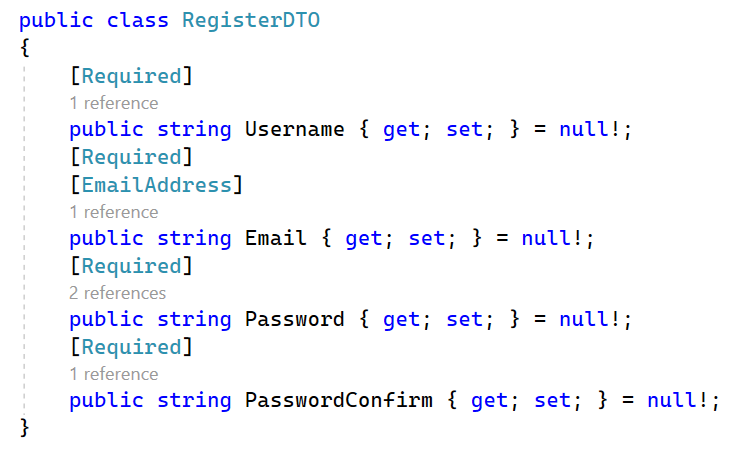 public class RegisterDTO
{
[Required]
1 reference
public string Username { get; set; } = null!;
[Required]
[EmailAddress]
1 reference
public string Email { get; set; } = null!;
[Required]
2 references
public string Password { get; set; } = null!;
[Required]
1 reference
public string PasswordConfirm { get; set; } = null!;
}